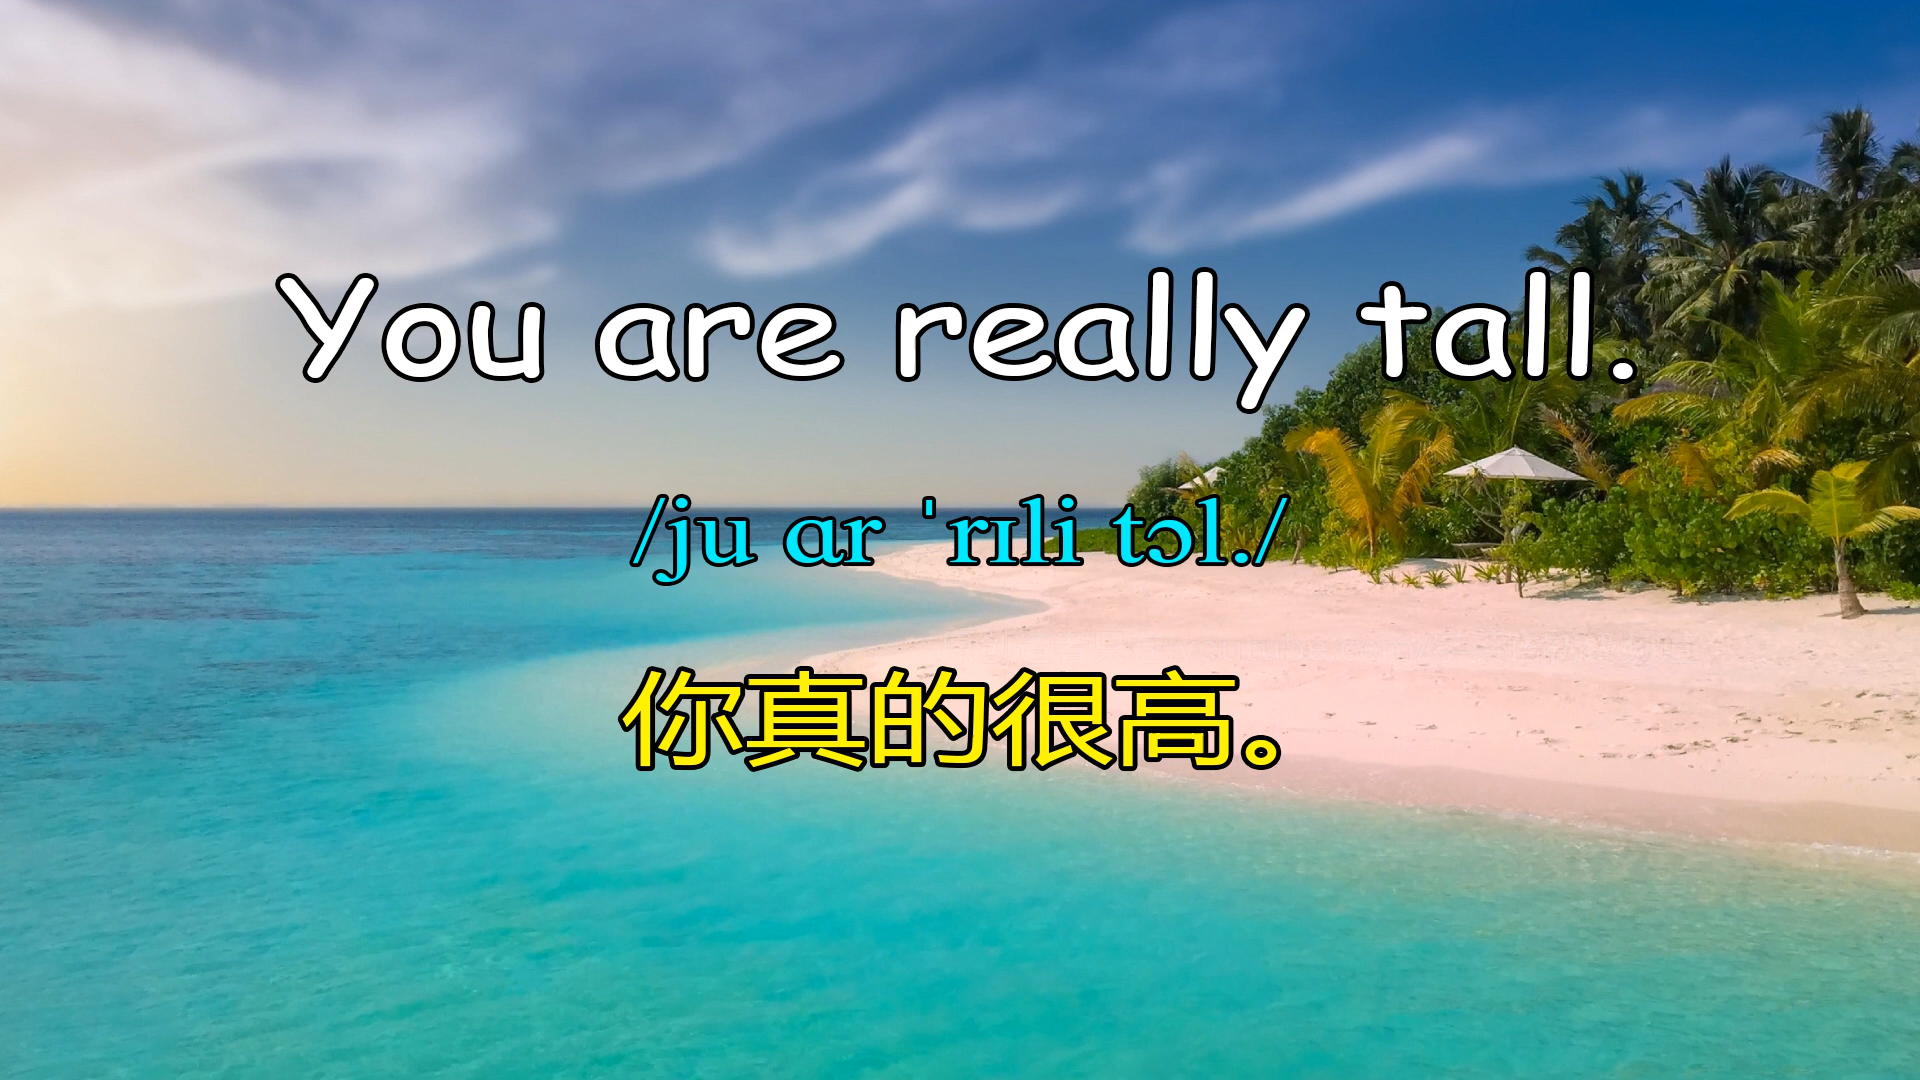 You are really tall.
/ju ɑr ˈrɪli tɔl./
你真的很高。